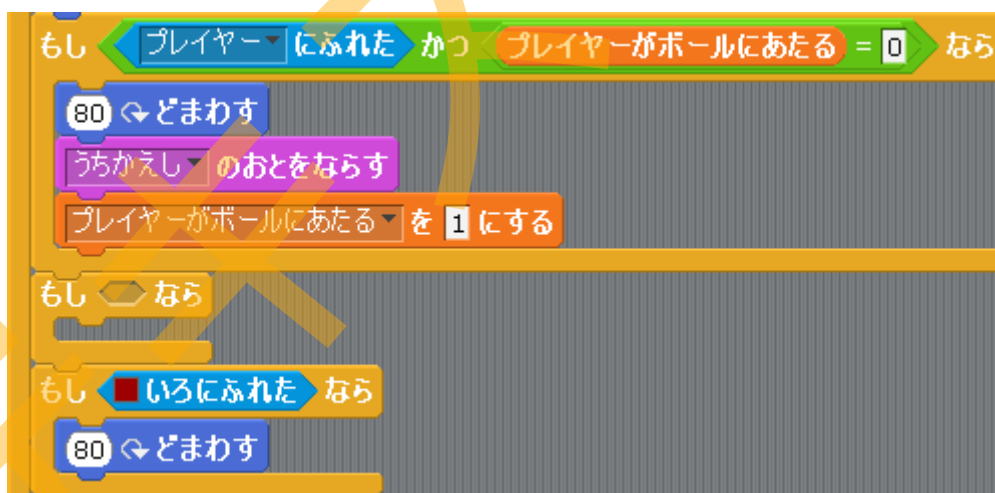 もし プレイヤー にふれた かつ プレイヤーがボールにあたる = 0 なら
80 どまわす
うちかえし のおとをならす
プレイヤーがボールにあたる を 1 にする
もし なら
もし いろにふれた なら
80 どまわす